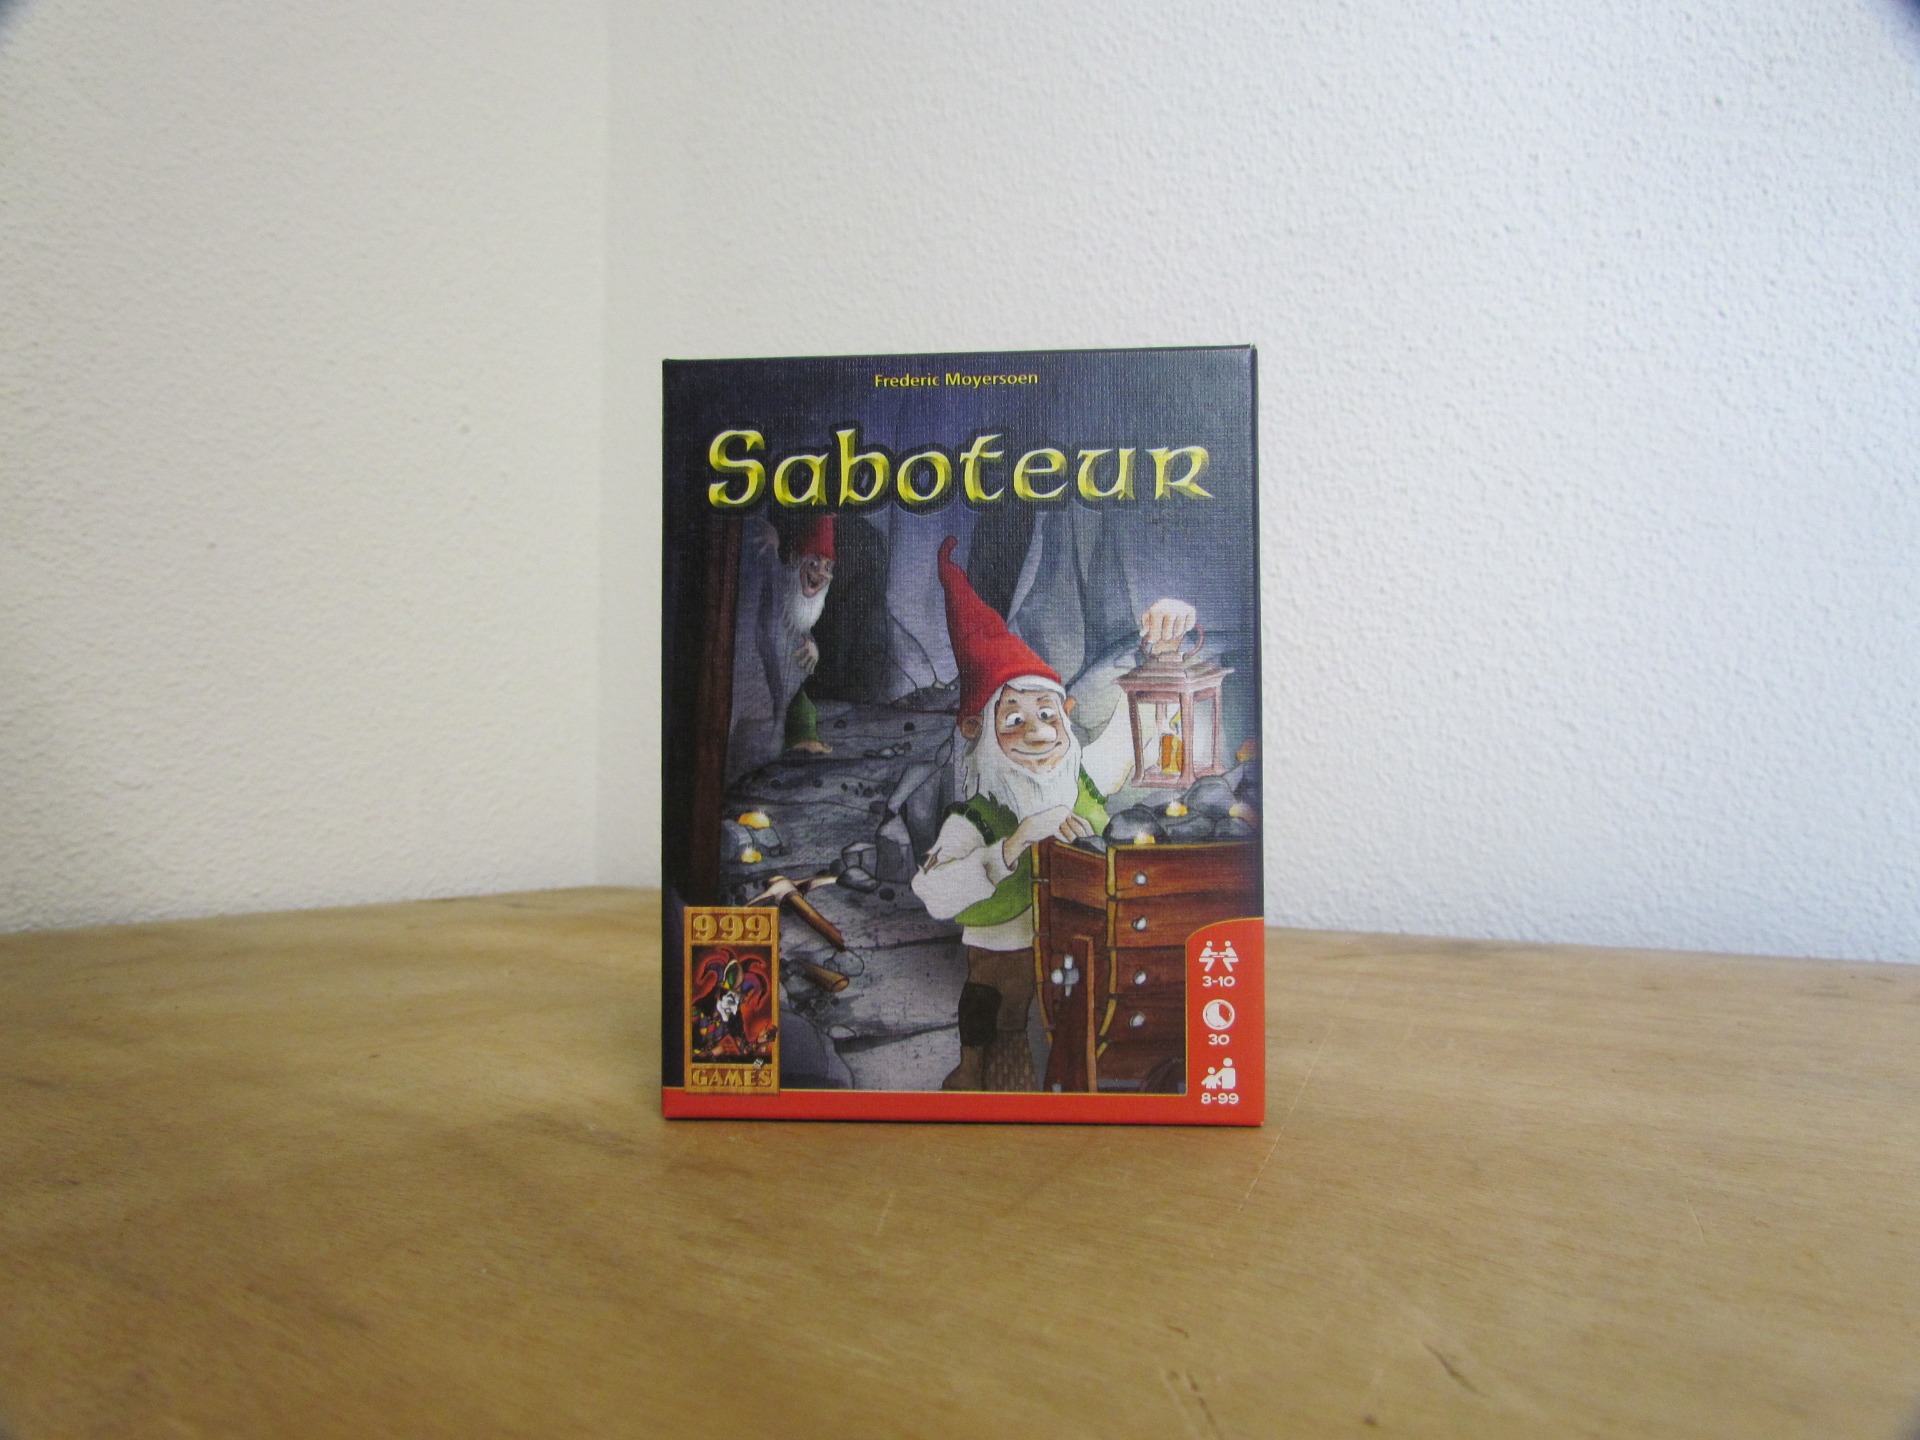 Frederic Moyersoen
Saboteur
999
GAMES
3-10
30
8-99